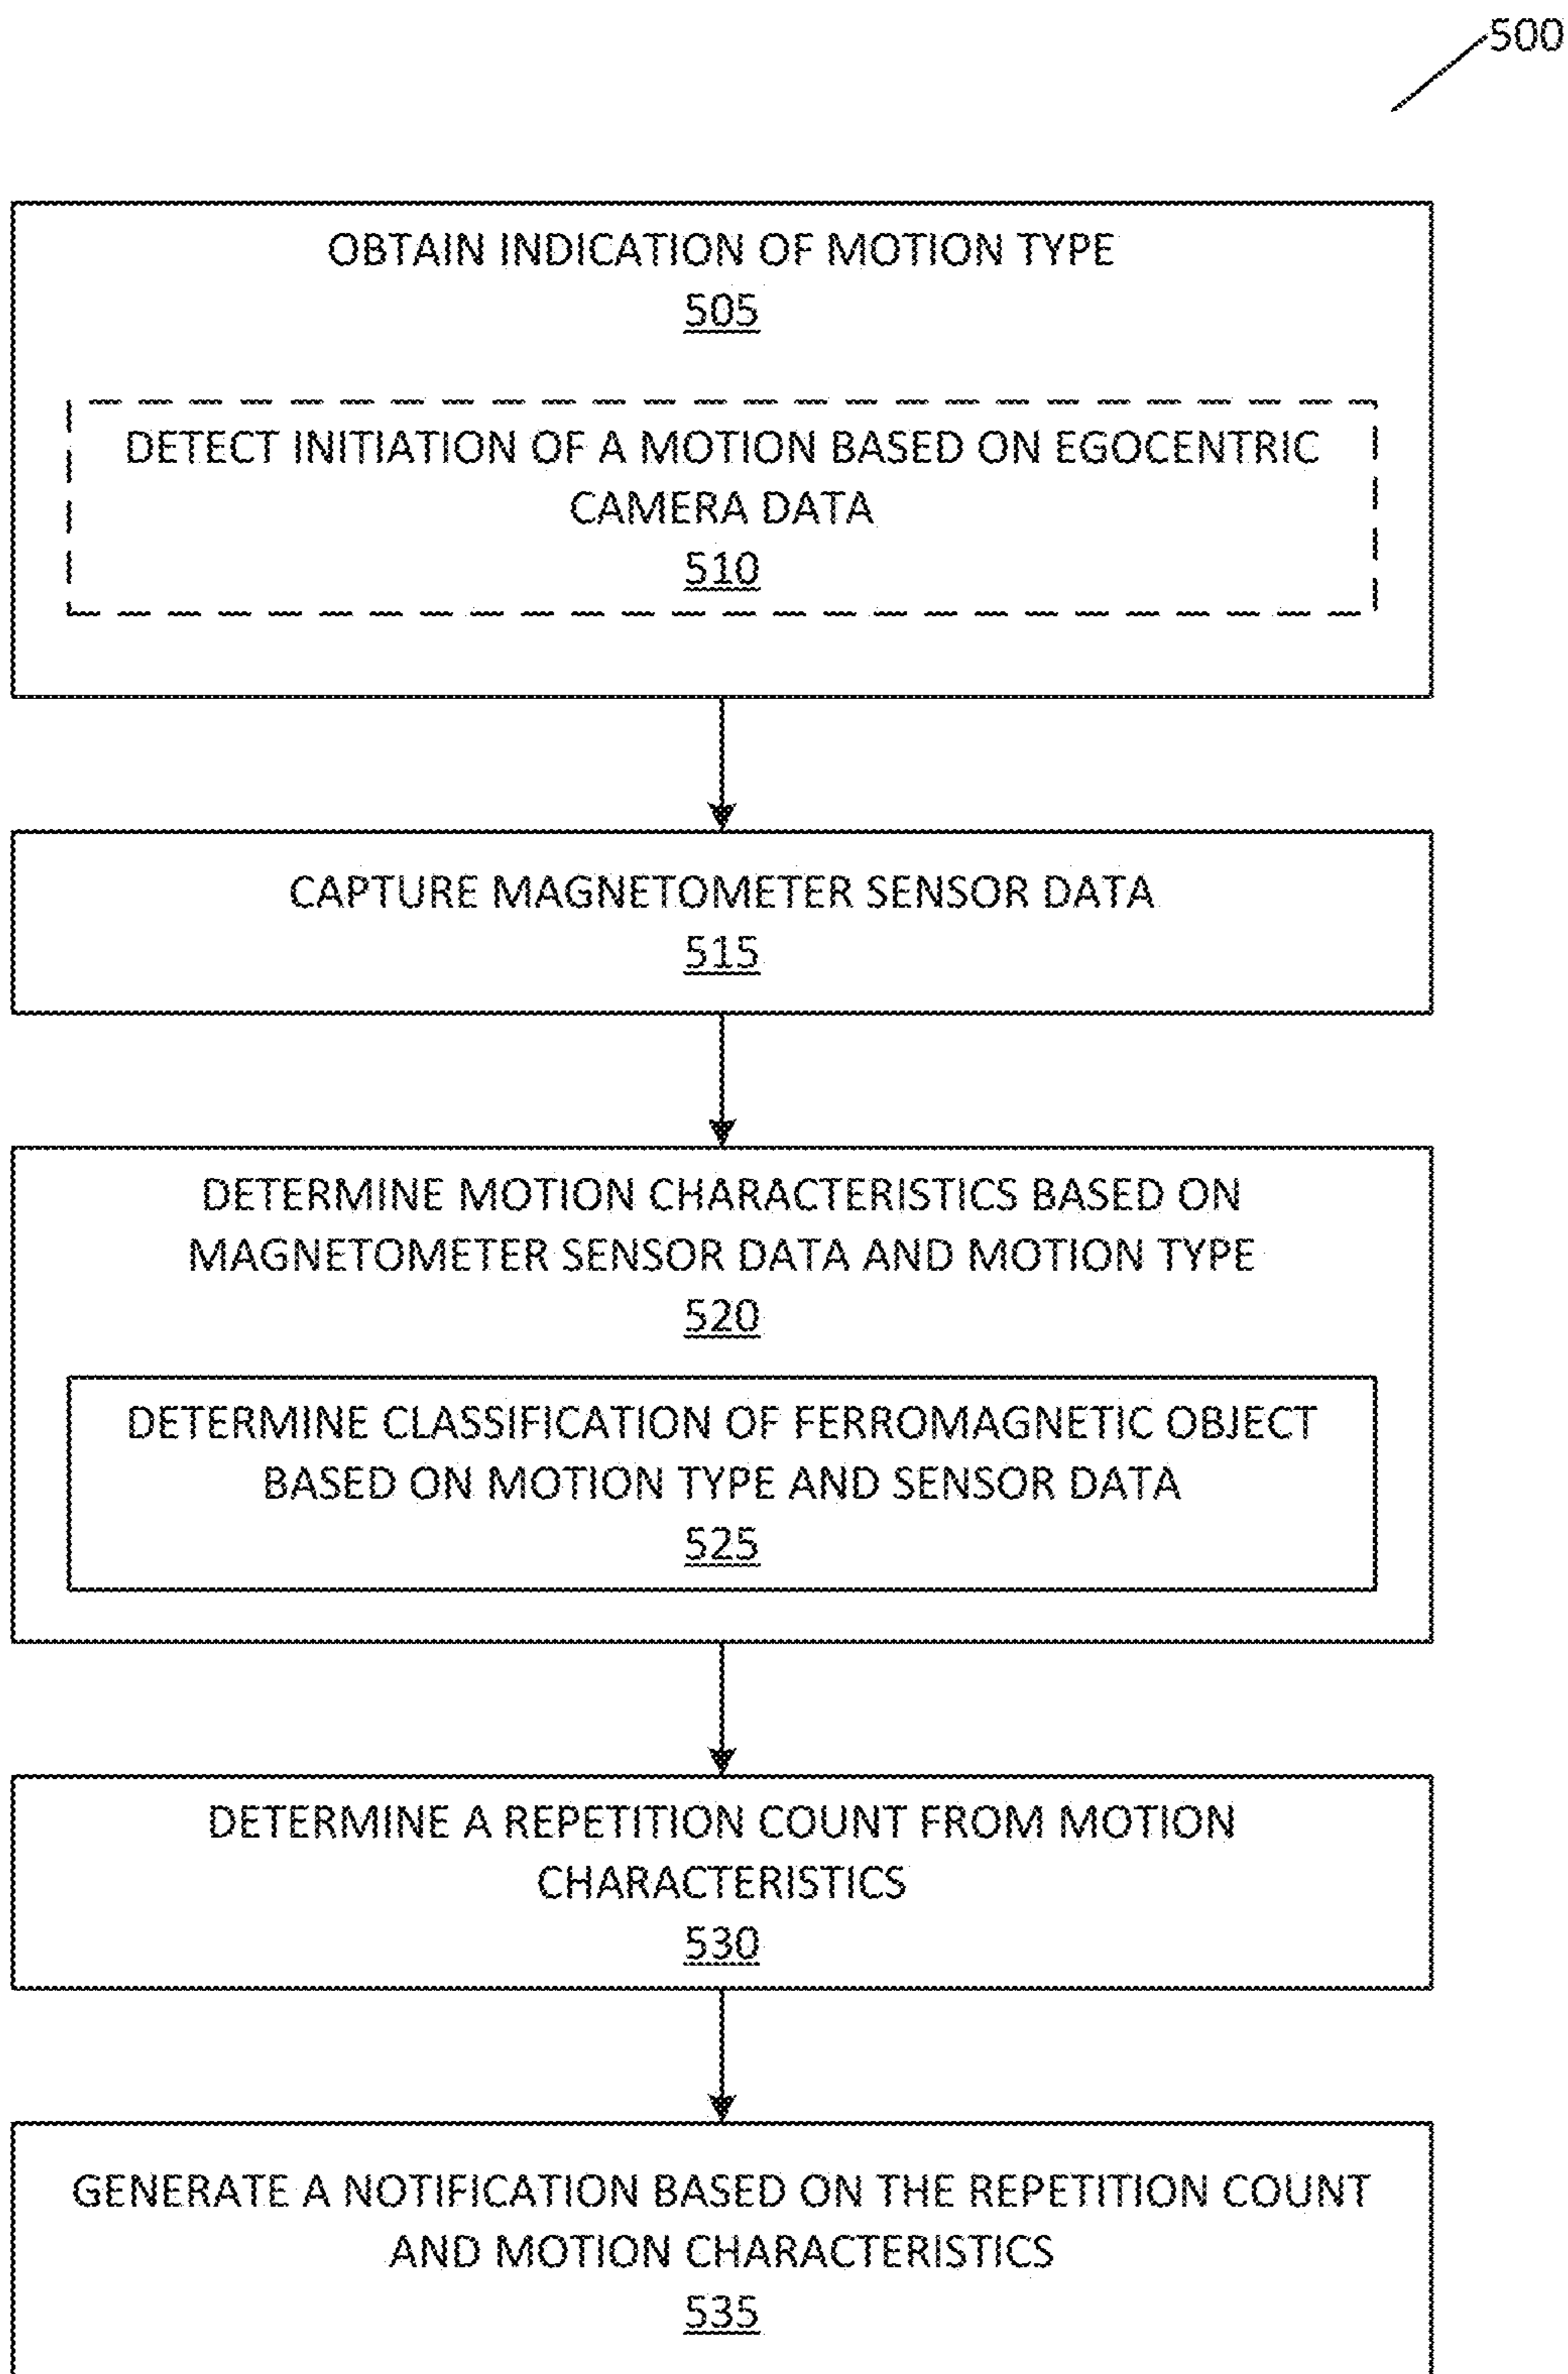 500
OBTAIN INDICATION OF MOTION TYPE
505
DETECT INITIATION OF A MOTION BASED ON EGOCENTRIC
CAMERA DATA
510
CAPTURE MAGNETOMETER SENSOR DATA
515
DETERMINE MOTION CHARACTERISTICS BASED ON
MAGNETOMETER SENSOR DATA AND MOTION TYPE
520
DETERMINE CLASSIFICATION OF FERROMAGNETIC OBJECT
BASED ON MOTION TYPE AND SENSOR DATA
525
DETERMINE A REPETITION COUNT FROM MOTION
CHARACTERISTICS
530
GENERATE A NOTIFICATION BASED ON THE REPETITION COUNT
AND MOTION CHARACTERISTICS
535